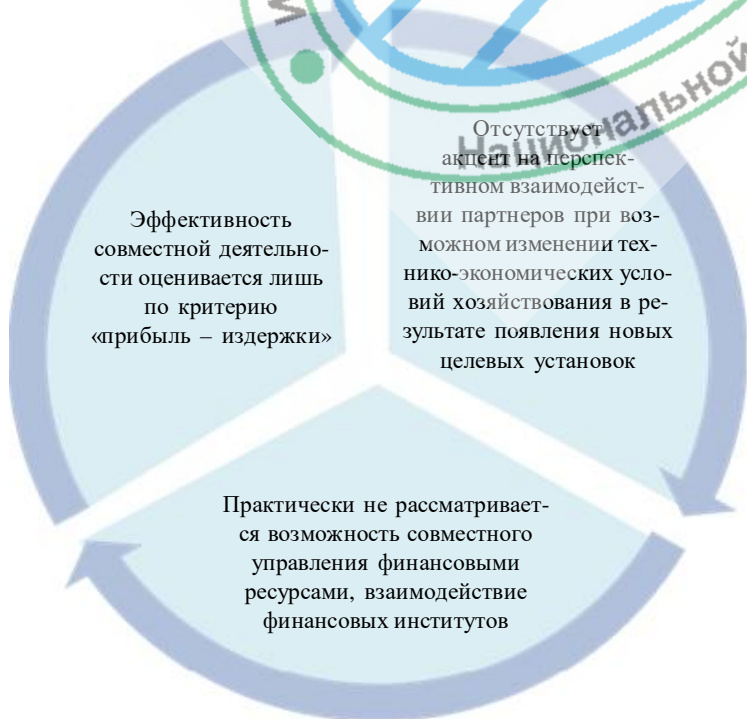 Национальной
Эффективность
совместной деятельно-
сти оценивается лишь
по критерию
«прибыль – издержки»
Отсутствует
акцент на перспек-
тивном взаимодейст-
вии партнеров при воз-
можном изменении тех-
нико-экономических усло-
вий хозяйствования в ре-
зультате появления новых
целевых установок
Практически не рассматривает-
ся возможность совместного
управления финансовыми
ресурсами, взаимодействие
финансовых институтов